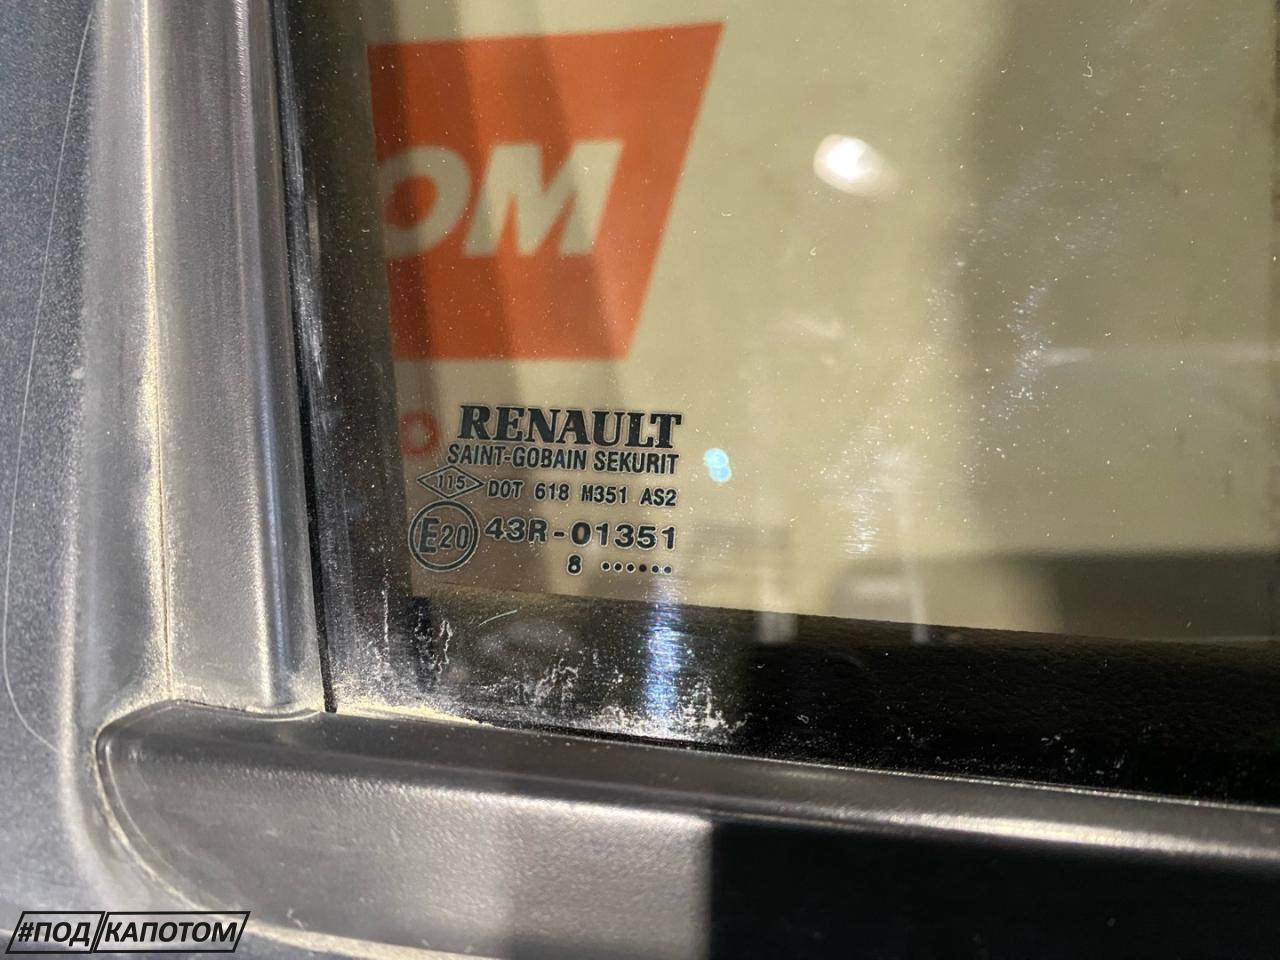 OM
RENAULT
SAINT-GOBAIN SEKURIT
115 DOT 618 M351 AS2
E20 43R-01351
8 ••••••
#ПОД КАПОТОМ